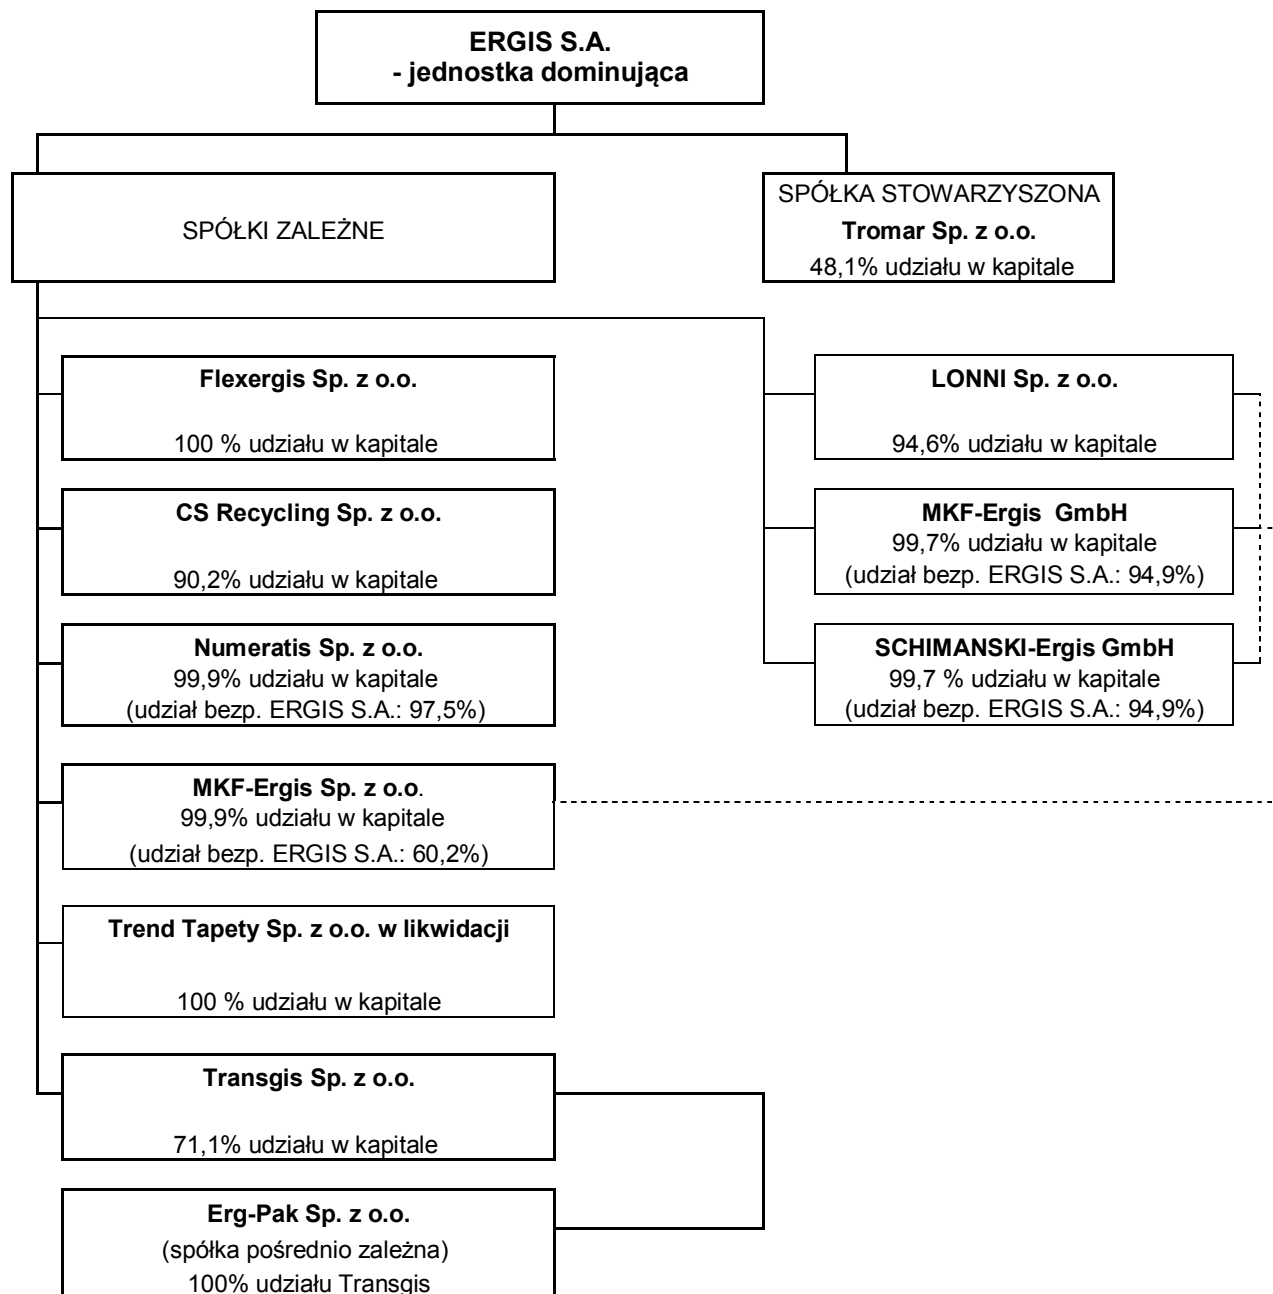 ERGIS S.A.
- jednostka dominująca
SPÓŁKI ZALEŻNE
SPÓŁKA STOWARZYSZONA
Tromar Sp. z o.o.
48,1% udziału w kapitale
Flexergis Sp. z o.o.
100 % udziału w kapitale
CS Recycling Sp. z o.o.
90,2% udziału w kapitale
Numeratis Sp. z o.o.
99,9% udziału w kapitale
(udział bezp. ERGIS S.A.: 97,5%)
MKF-Ergis Sp. z o.o.
99,9% udziału w kapitale
(udział bezp. ERGIS S.A.: 60,2%)
Trend Tapety Sp. z o.o. w likwidacji
100 % udziału w kapitale
Transgis Sp. z o.o.
71,1% udziału w kapitale
Erg-Pak Sp. z o.o.
(spółka pośrednio zależna)
100% udziału Transgis
LONNI Sp. z o.o.
94,6% udziału w kapitale
MKF-Ergis  GmbH
99,7% udziału w kapitale
(udział bezp. ERGIS S.A.: 94,9%)
SCHIMANSKI-Ergis GmbH
99,7 % udziału w kapitale
(udział bezp. ERGIS S.A.: 94,9%)